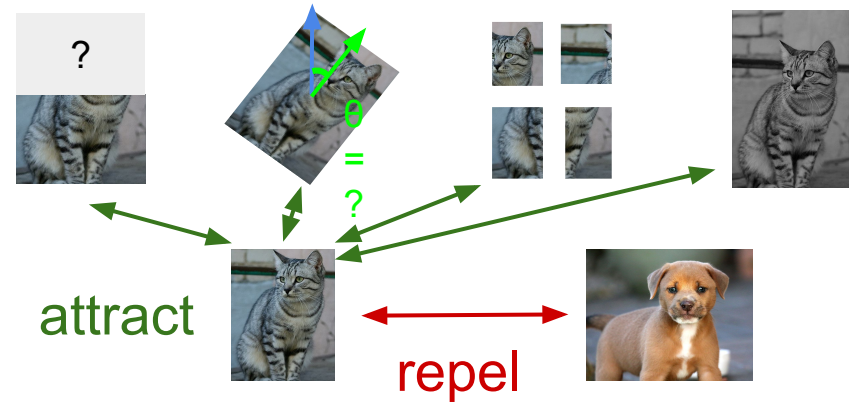 ?
θ
=
?
attract
repel